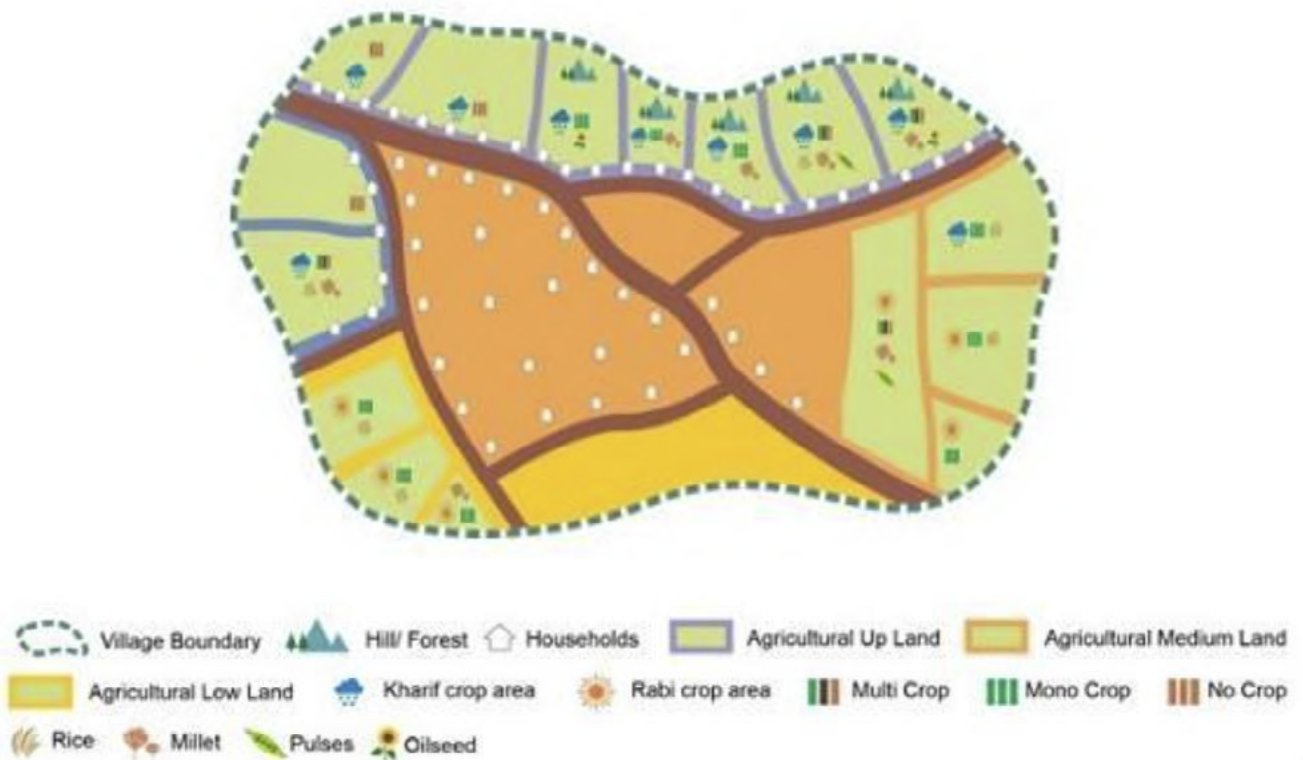 Village Boundary Hill/ Forest Households Agricultural Up Land Agricultural Medium Land
Agricultural Low Land Kharif crop area Rabi crop area Multi Crop Mono Crop No Crop
Rice Millet Pulses Oilseed